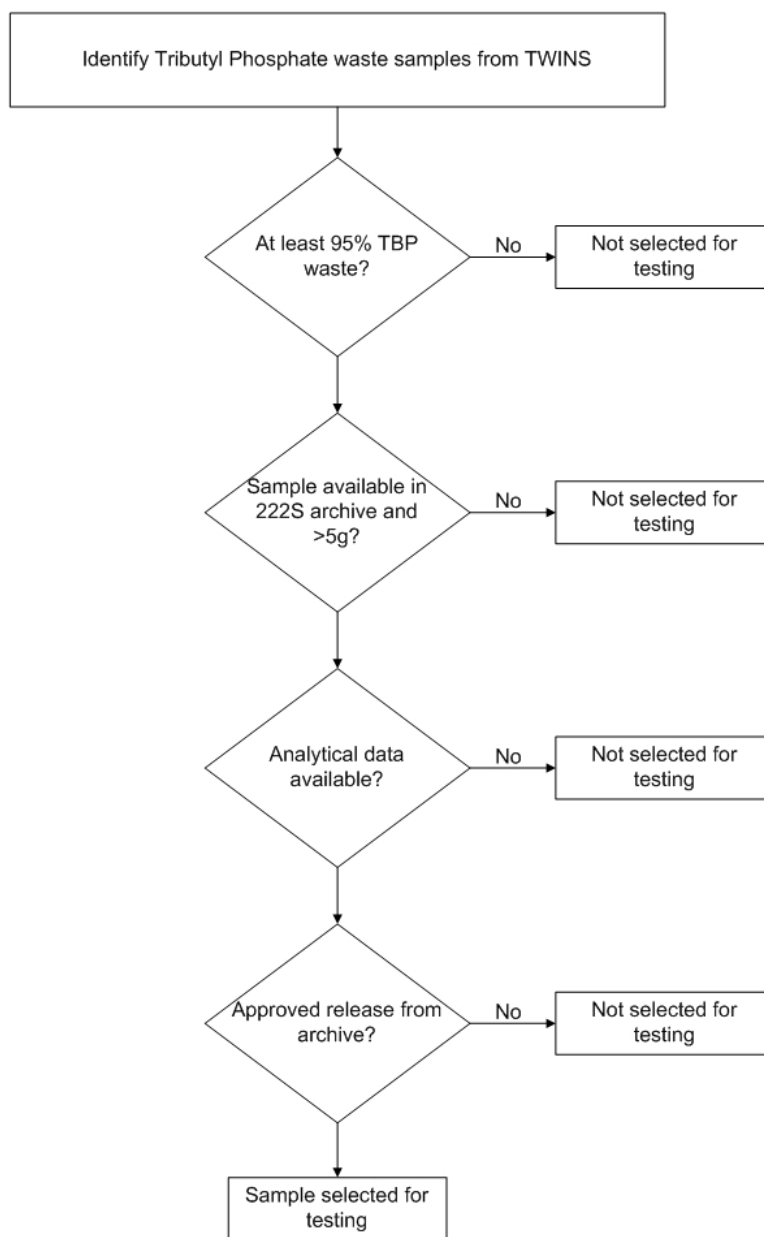 Identify Tributyl Phosphate waste samples from TWINS
At least 95% TBP
waste?
No
Not selected for
testing
Sample available in
222S archive and
>5g?
No
Not selected for
testing
Analytical data
available?
No
Not selected for
testing
Approved release from
archive?
No
Not selected for
testing
Sample selected for
testing